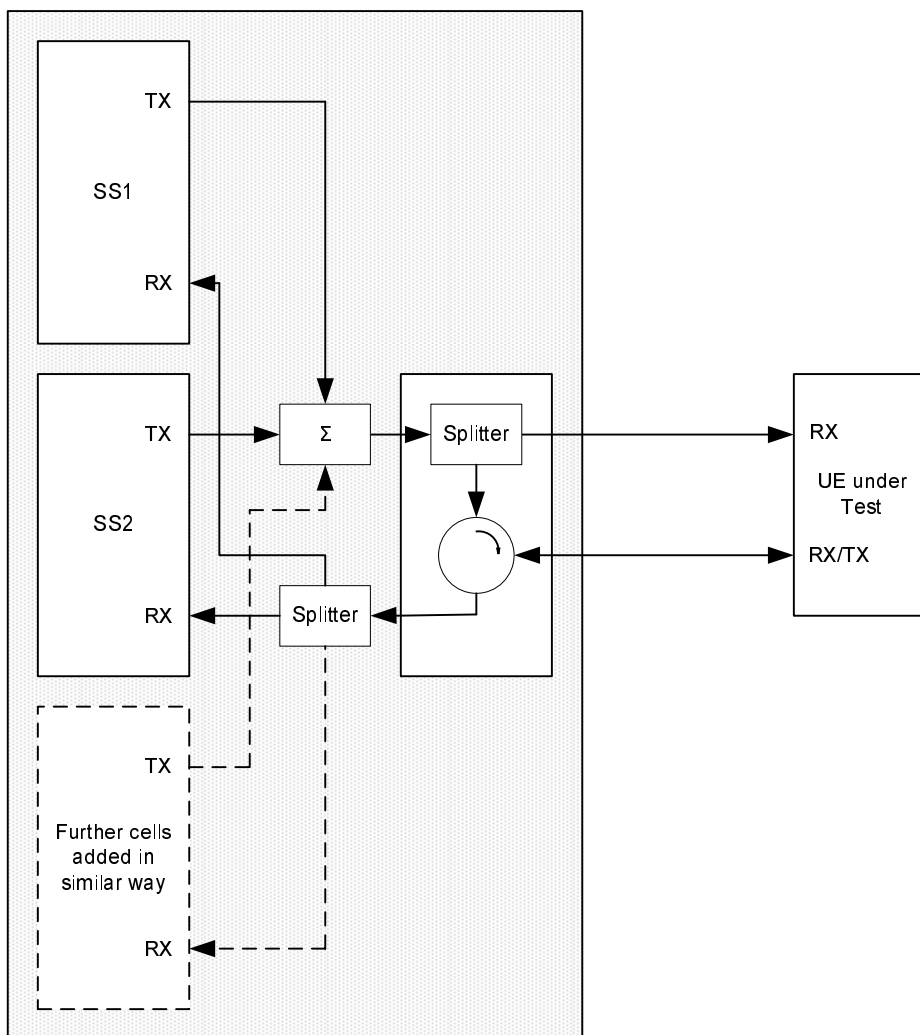 TX
SS1
RX
TX
SS2
RX
Σ
Splitter
Splitter
RX
UE under
Test
RX/TX
TX
Further cells
added in
similar way
RX